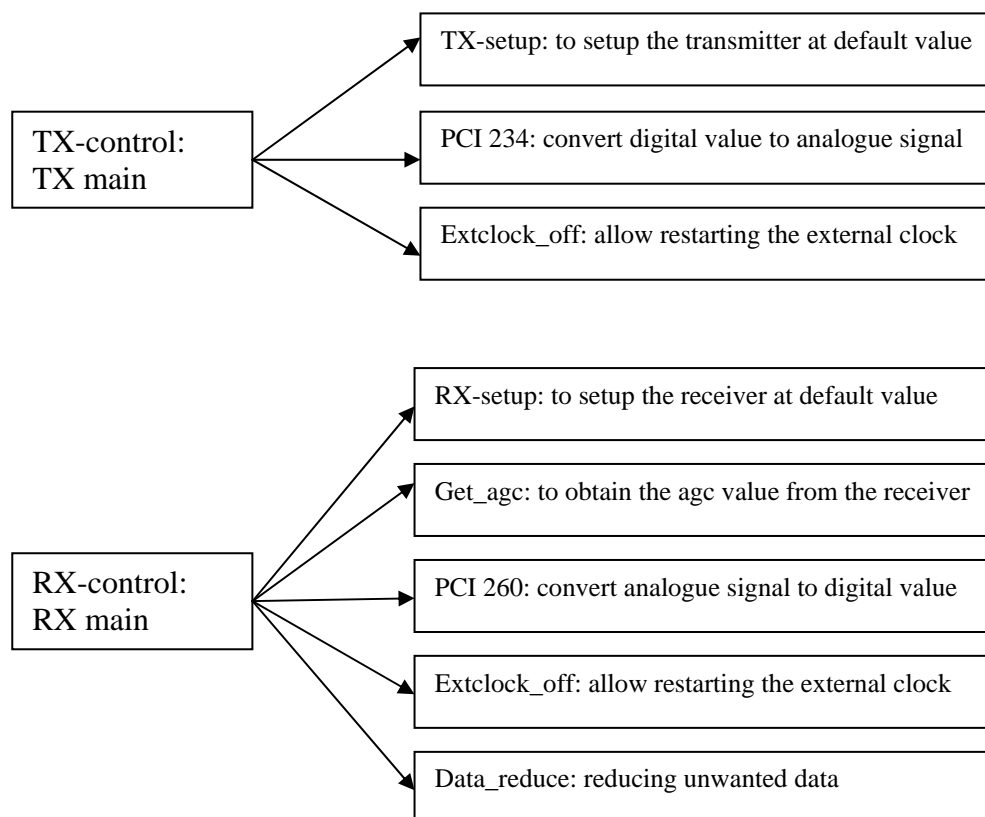 TX-setup: to setup the transmitter at default value
TX-control:
TX main
PCI 234: convert digital value to analogue signal
Extclock_off: allow restarting the external clock
RX-setup: to setup the receiver at default value
Get_agc: to obtain the agc value from the receiver
RX-control:
RX main
PCI 260: convert analogue signal to digital value
Extclock_off: allow restarting the external clock
Data_reduce: reducing unwanted data